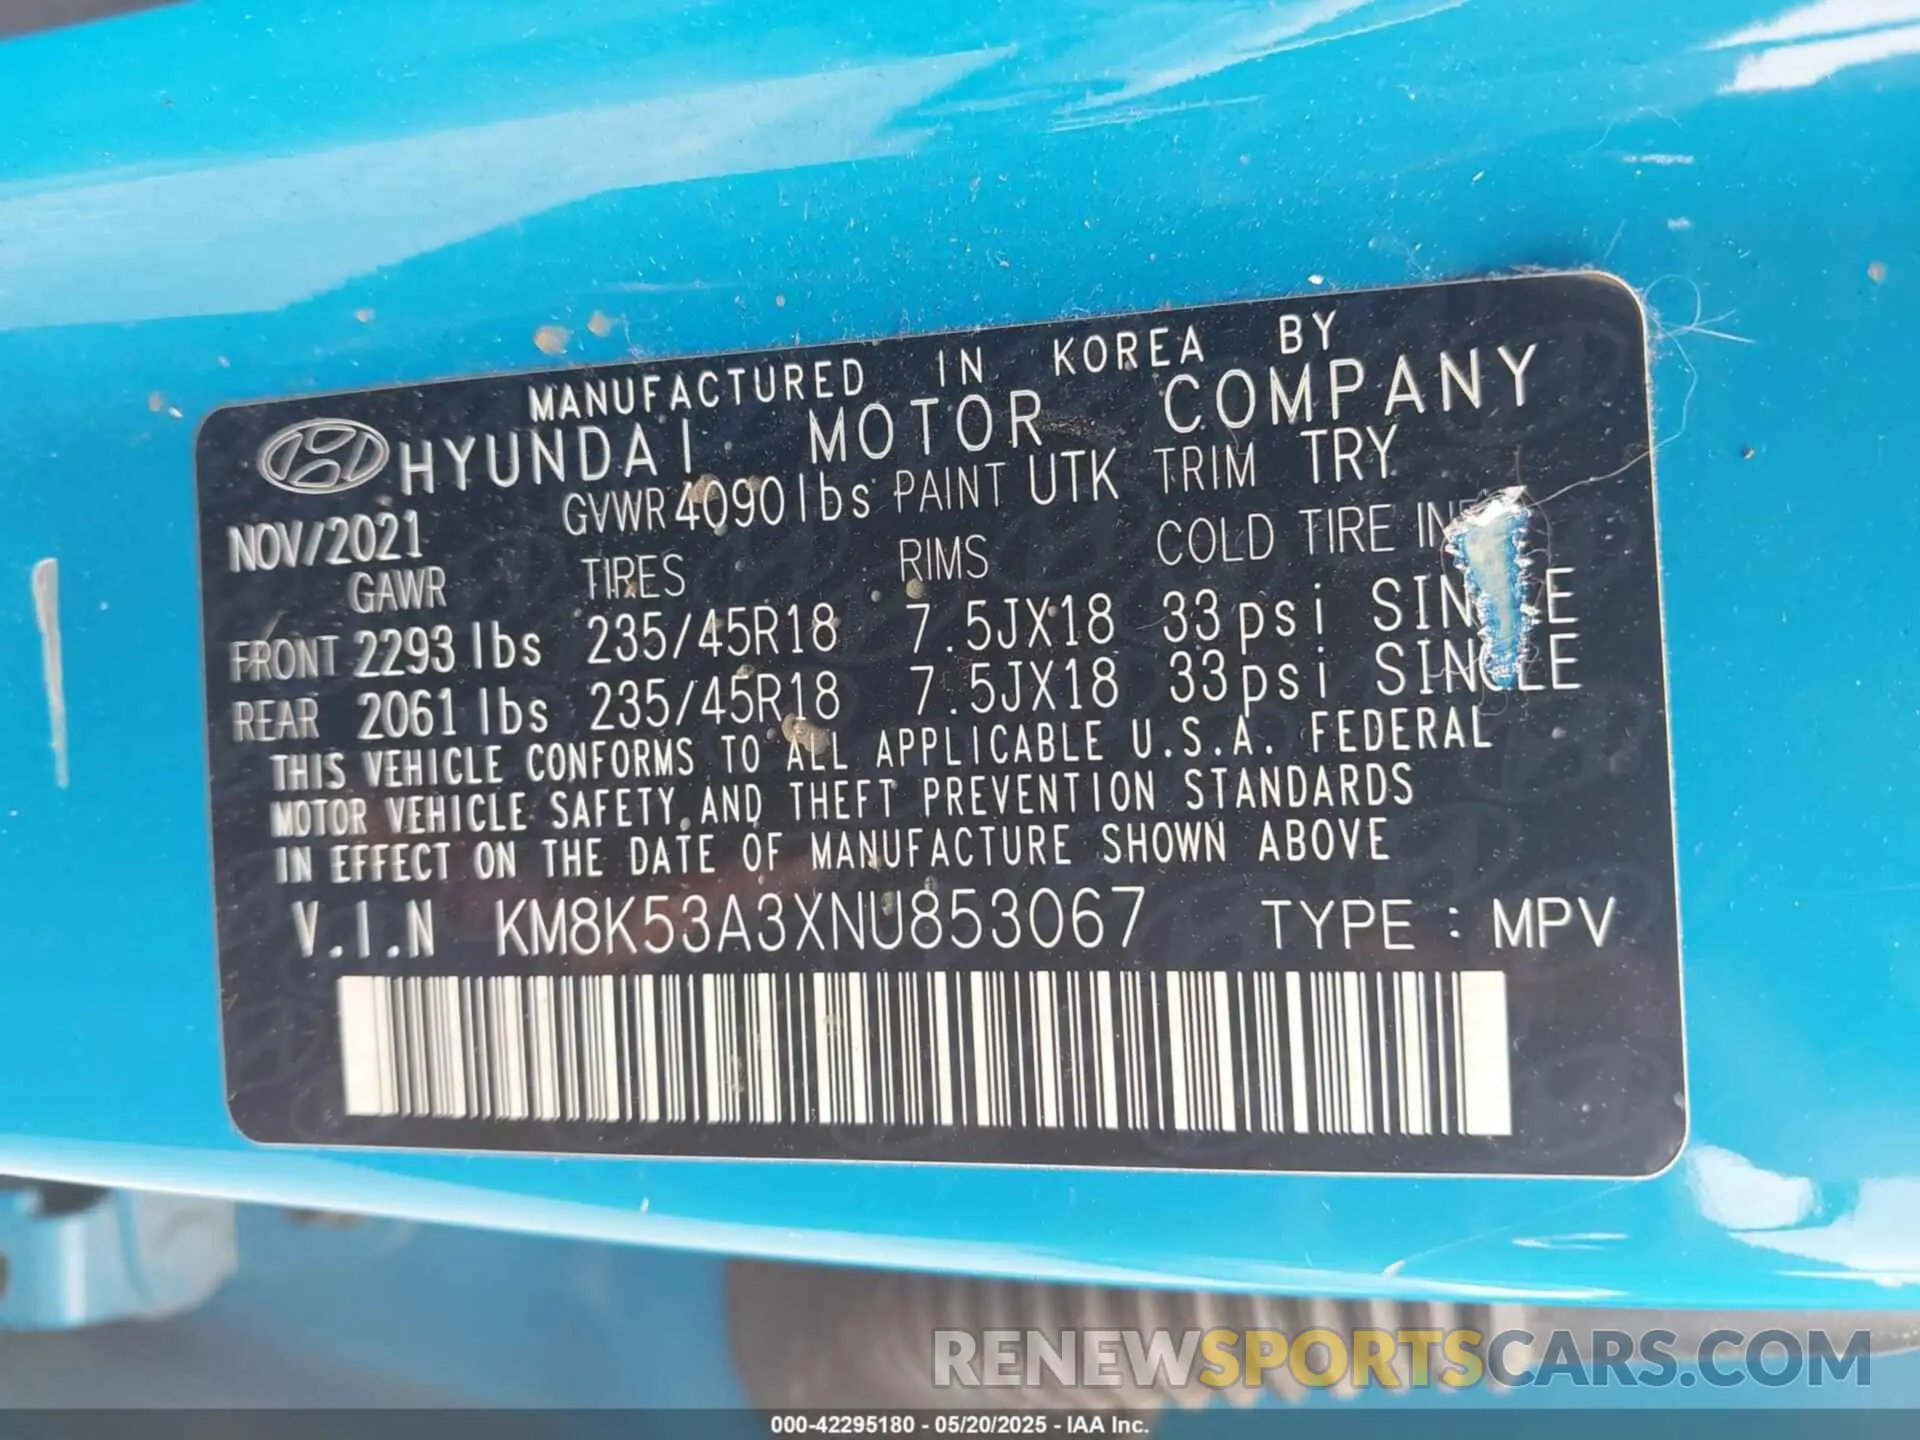 MANUFACTURED IN KOREA BY
HYUNDAI MOTOR COMPANY
NOV/2021 GVWR 4090lbs PAINT UTK TRIM TRY
GAWR TIRES RIMS COLD TIRE
FRONT 2293 lbs 235/45R18 7.5JX18 33psi SINGLE
REAR 2061 lbs 235/45R18 7.5JX18 33psi SINGLE
THIS VEHICLE CONFORMS TO ALL APPLICABLE U.S.A. FEDERAL
MOTOR VEHICLE SAFETY AND THEFT PREVENTION STANDARDS
IN EFFECT ON THE DATE OF MANUFACTURE SHOWN ABOVE
V.I.N KM8K53A3XNU853067 TYPE : MPV
RENEWSPORTSCARS.COM
000-42295180 - 05/20/2025 - IAA Inc.